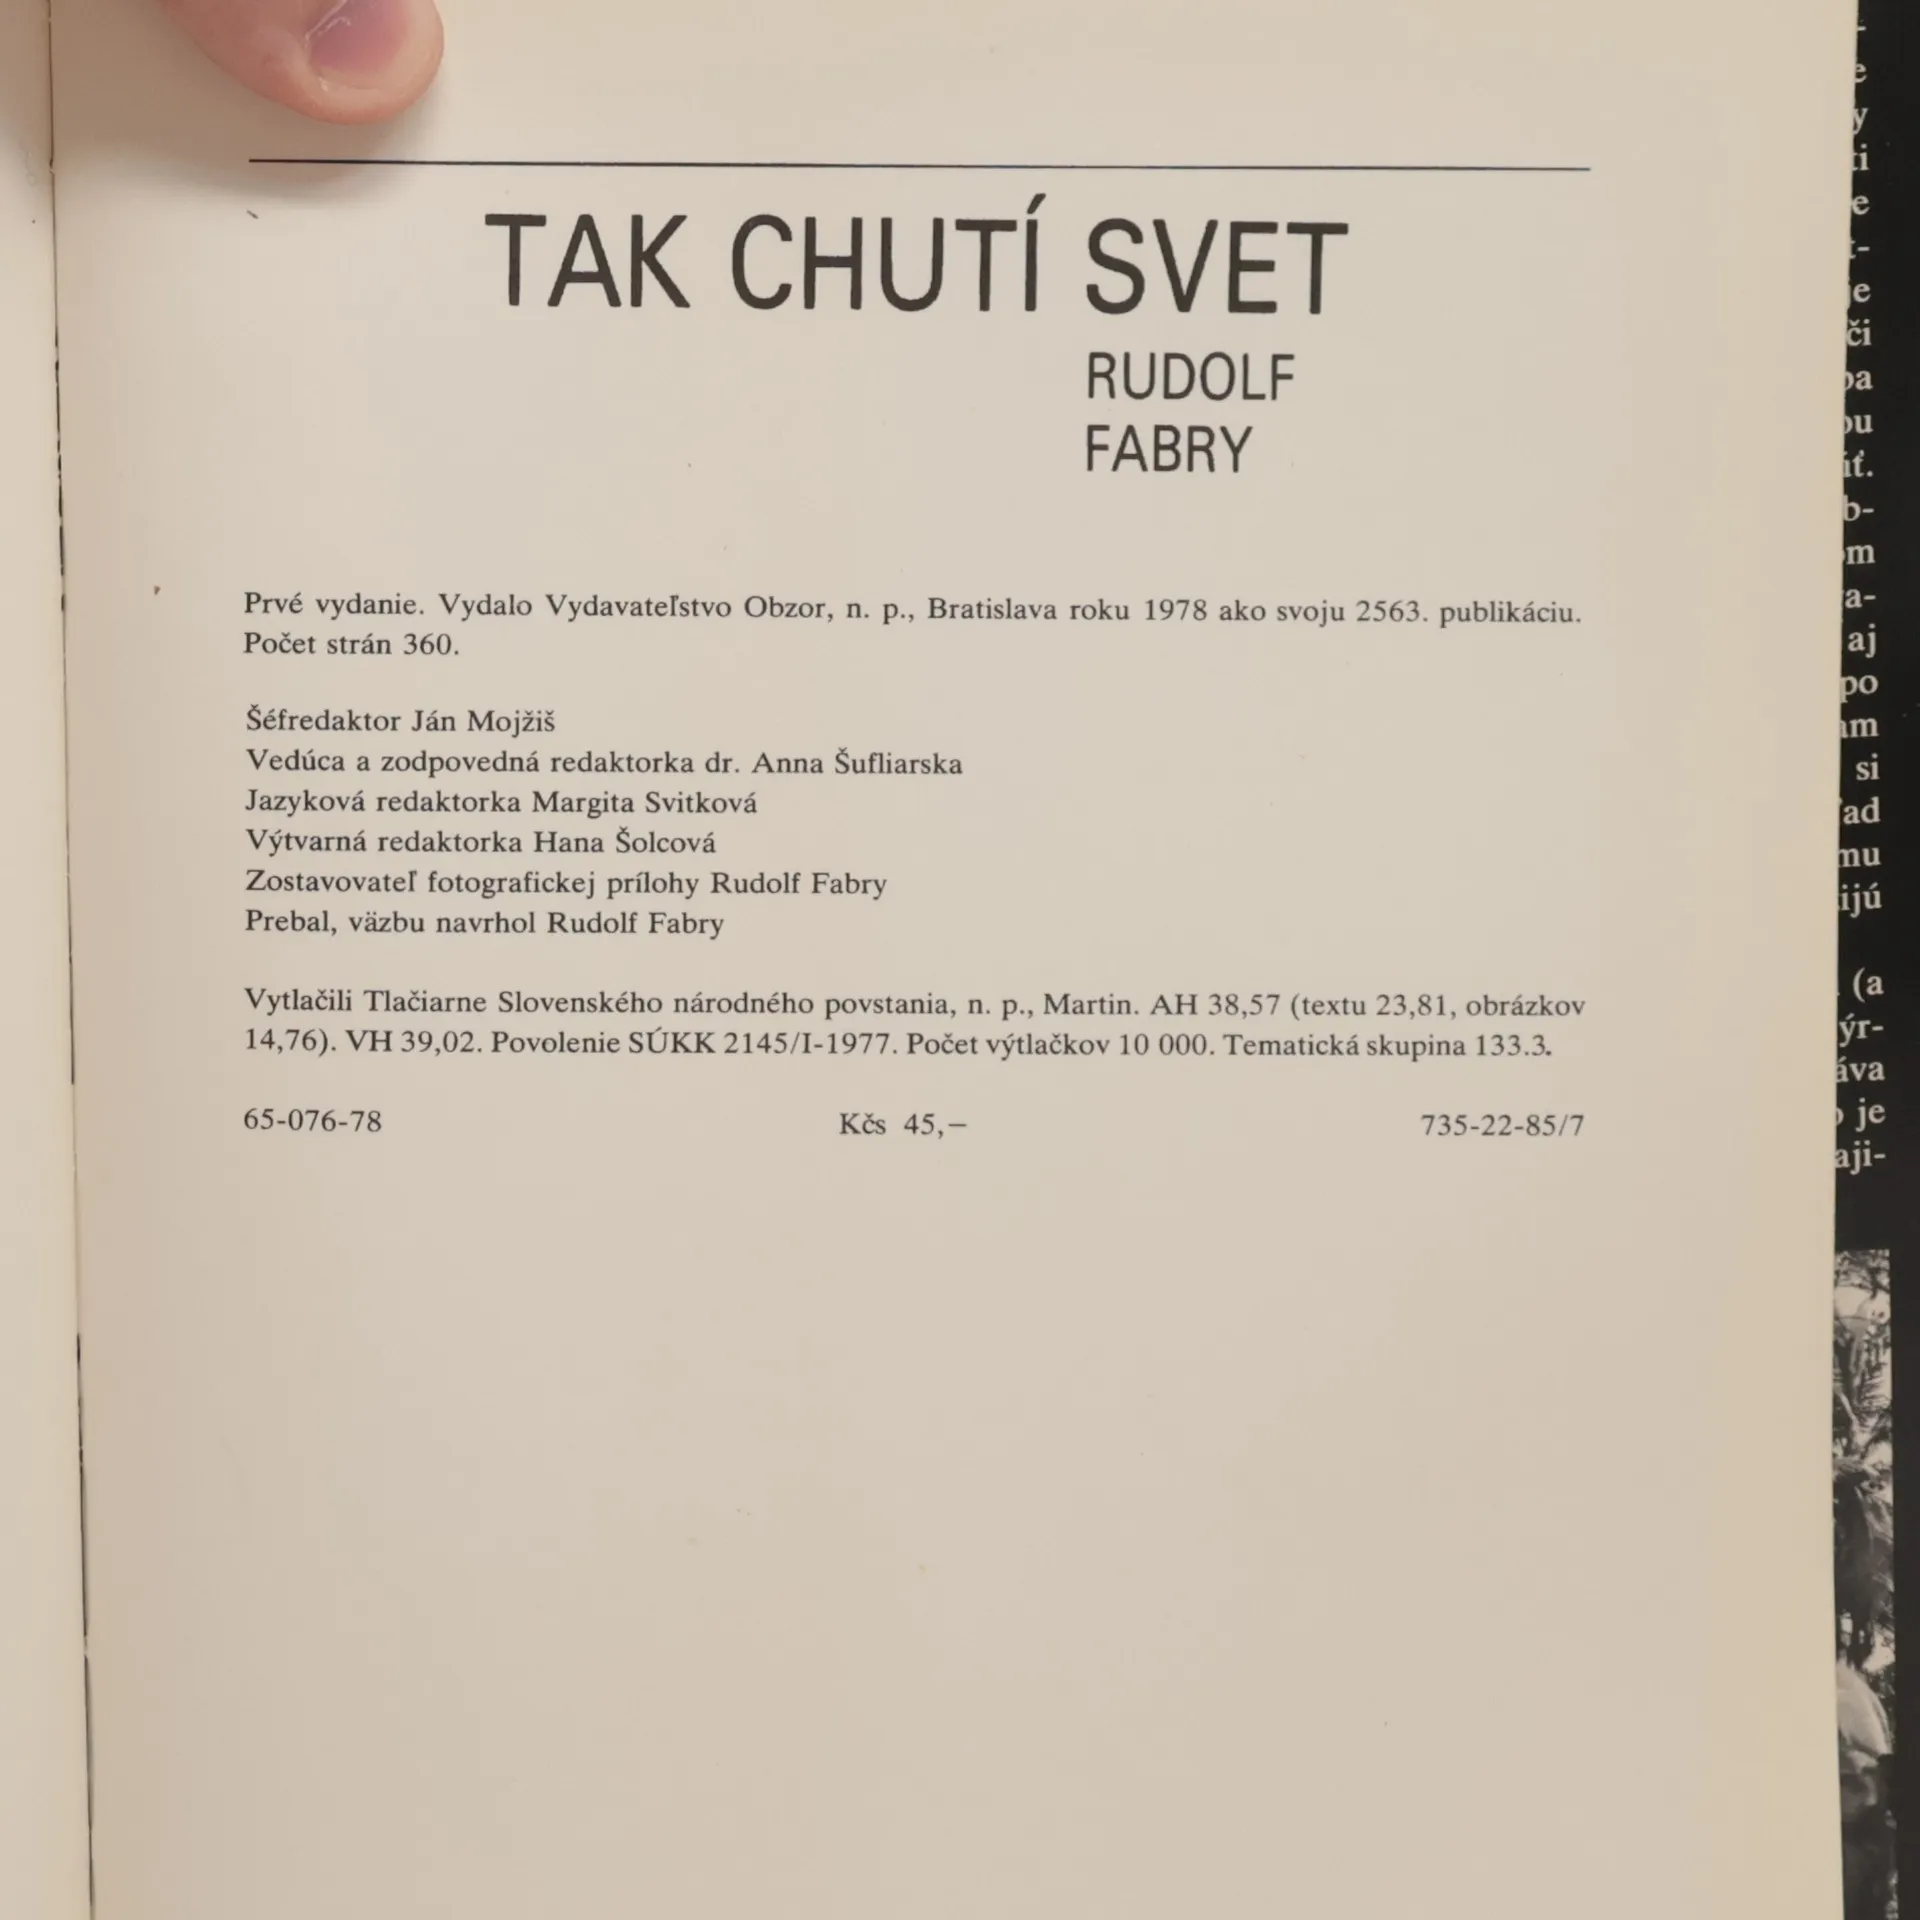 TAK CHUTÍ SVET
RUDOLF
FABRY
Prvé vydanie. Vydalo Vydavateľstvo Obzor, n. p., Bratislava roku 1978 ako svoju 2563. publikáciu.
Počet strán 360.
Šéfredaktor Ján Mojžiš
Vedúca a zodpovedná redaktorka dr. Anna Šufliarska
Jazyková redaktorka Margita Svitková
Výtvarná redaktorka Hana Šolcová
Zostavovateľ fotografickej prílohy Rudolf Fabry
Prebal, väzbu navrhol Rudolf Fabry
Vytlačili Tlačiarne Slovenského národného povstania, n. p., Martin. AH 38,57 (textu 23,81, obrázkov
14,76). VH 39,02. Povolenie SÚKK 2145/I-1977. Počet výtlačkov 10 000. Tematická skupina 133.3.
65-076-78 Kčs 45,— 735-22-85/7
aj
po
si
(a
je